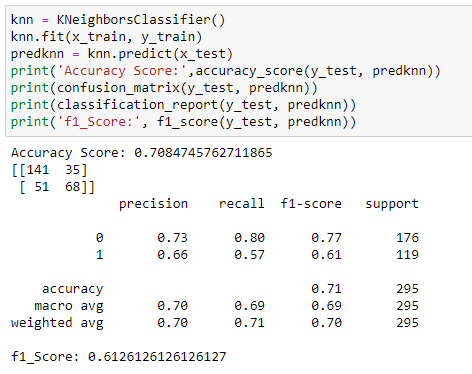 knn = KNeighborsClassifier()
knn.fit(x_train, y_train)
predknn = knn.predict(x_test)
print('Accuracy Score:',accuracy_score(y_test, predknn))
print(confusion_matrix(y_test, predknn))
print(classification_report(y_test, predknn))
print('f1_Score:', f1_score(y_test, predknn))
Accuracy Score: 0.7084745762711865
[[141  35]
 [ 51  68]]
              precision    recall  f1-score   support

           0       0.73      0.80      0.77       176
           1       0.66      0.57      0.61       119

    accuracy                           0.71       295
   macro avg       0.70      0.69      0.69       295
weighted avg       0.70      0.71      0.70       295

f1_Score: 0.6126126126126127